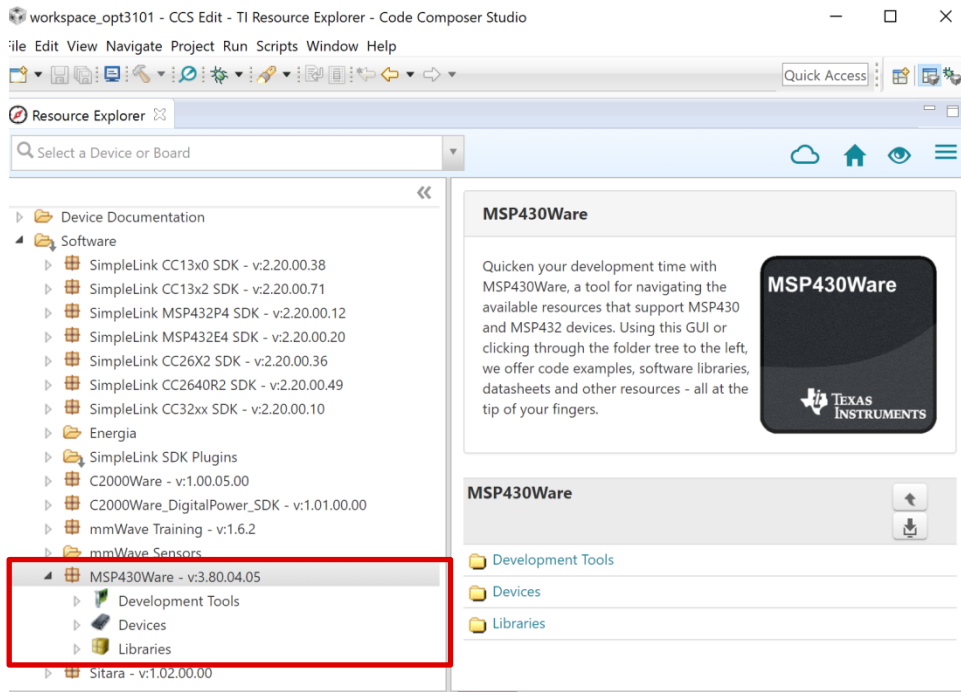 workspace_opt3101 - CCS Edit - TI Resource Explorer - Code Composer Studio
File Edit View Navigate Project Run Scripts Window Help
Quick Access
Resource Explorer
Select a Device or Board
Device Documentation
Software
SimpleLink CC13x0 SDK - v:2.20.00.38
SimpleLink CC13x2 SDK - v:2.20.00.71
SimpleLink MSP432P4 SDK - v:2.20.00.12
SimpleLink MSP432E4 SDK - v:2.20.00.20
SimpleLink CC26X2 SDK - v:2.20.00.36
SimpleLink CC2640R2 SDK - v:2.20.00.49
SimpleLink CC32xx SDK - v:2.20.00.10
Energia
SimpleLink SDK Plugins
C2000Ware - v:1.00.05.00
C2000Ware_DigitalPower_SDK - v:1.01.00.00
mmWave Training - v:1.6.2
mmWave Sensors
MSP430Ware - v:3.80.04.05
Development Tools
Devices
Libraries
Sitara - v:1.02.00.00
MSP430Ware
Quicken your development time with
MSP430Ware, a tool for navigating the
available resources that support MSP430
and MSP432 devices. Using this GUI or
clicking through the folder tree to the left,
we offer code examples, software libraries,
datasheets and other resources - all at the
tip of your fingers.
MSP430Ware
TEXAS
INSTRUMENTS
MSP430Ware
Development Tools
Devices
Libraries